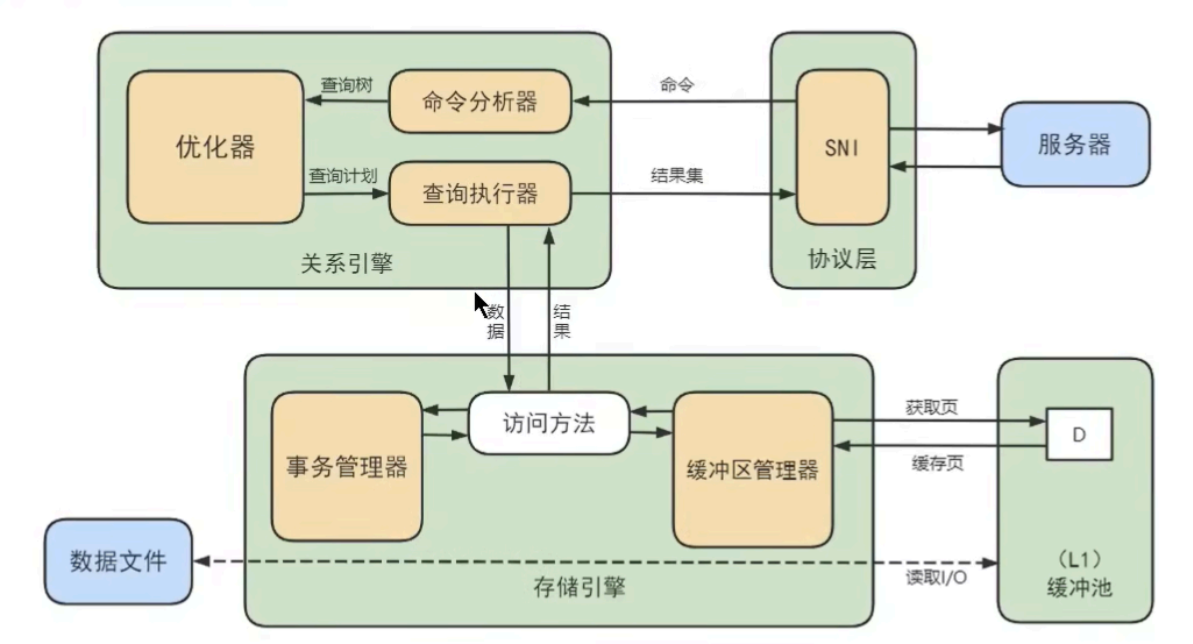 查询树
命令分析器
命令
优化器
SNI
服务器
查询计划
查询执行器
结果集
关系引擎
协议层
数
据
结
果
访问方法
获取页
D
事务管理器
缓冲区管理器
缓存页
数据文件
(L1)
缓冲池
读取I/O
存储引擎